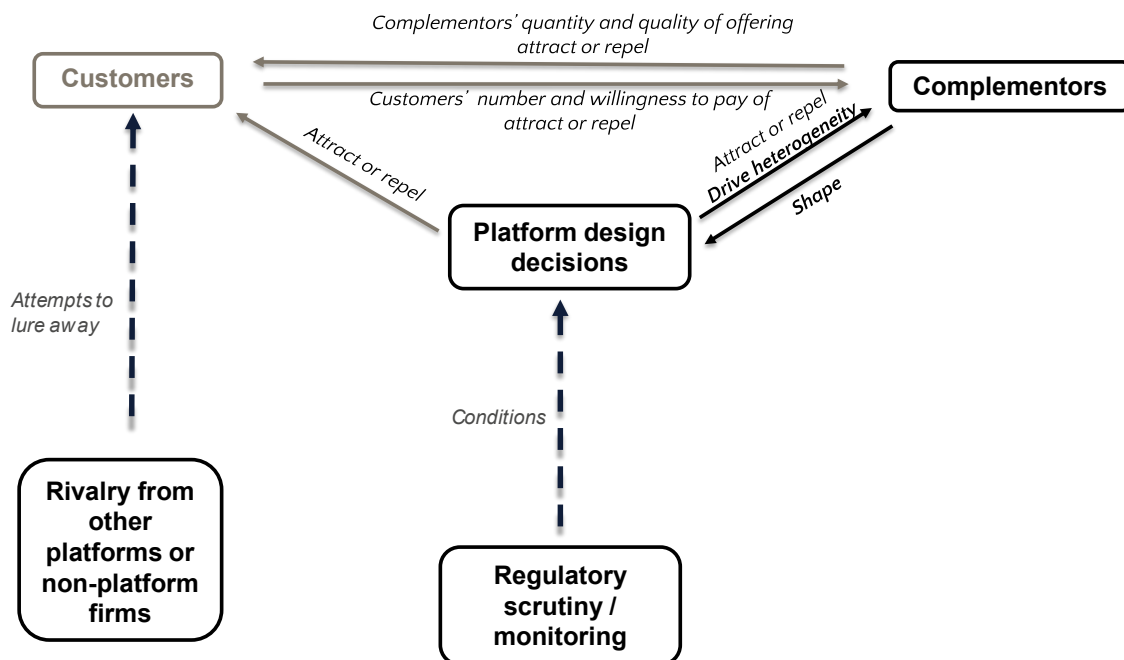 Complementors’ quantity and quality of offering
attract or repel
Customers
Complementors
Customers’ number and willingness to pay of
attract or repel
Attract or repel
Attract or repel
Drive heterogeneity
Shape
Platform design
decisions
Attempts to
lure away
Conditions
Rivalry from
other
platforms or
non-platform
firms
Regulatory
scrutiny /
monitoring